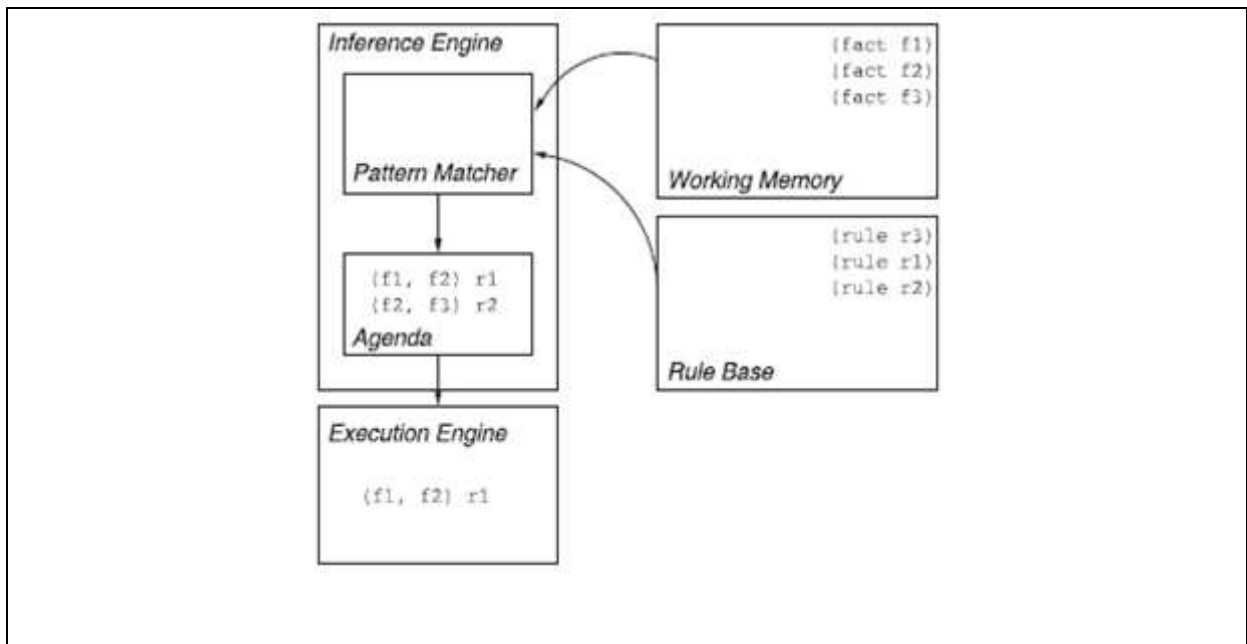 Inference Engine
Pattern Matcher
(f1, f2) r1
(f2, f3) r2
Agenda
Execution Engine
(f1, f2) r1
(fact f1)
(fact f2)
(fact f3)
Working Memory
(rule r3)
(rule r1)
(rule r2)
Rule Base